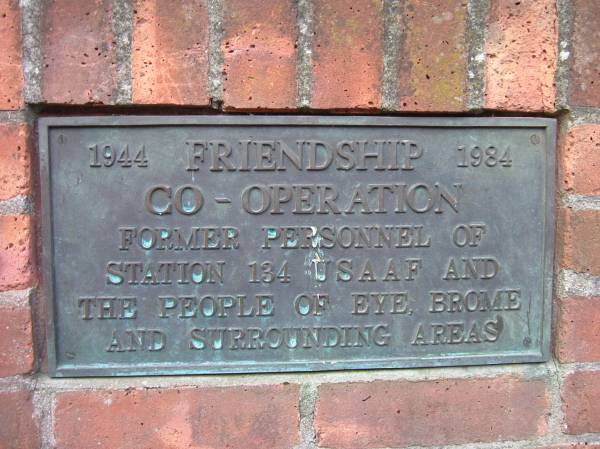 1944 FRIENDSHIP 1984
CO-OPERATION
FORMER PERSONNEL OF
STATION 134 USAAF AND
THE PEOPLE OF EYE, BROME
AND SURROUNDING AREAS